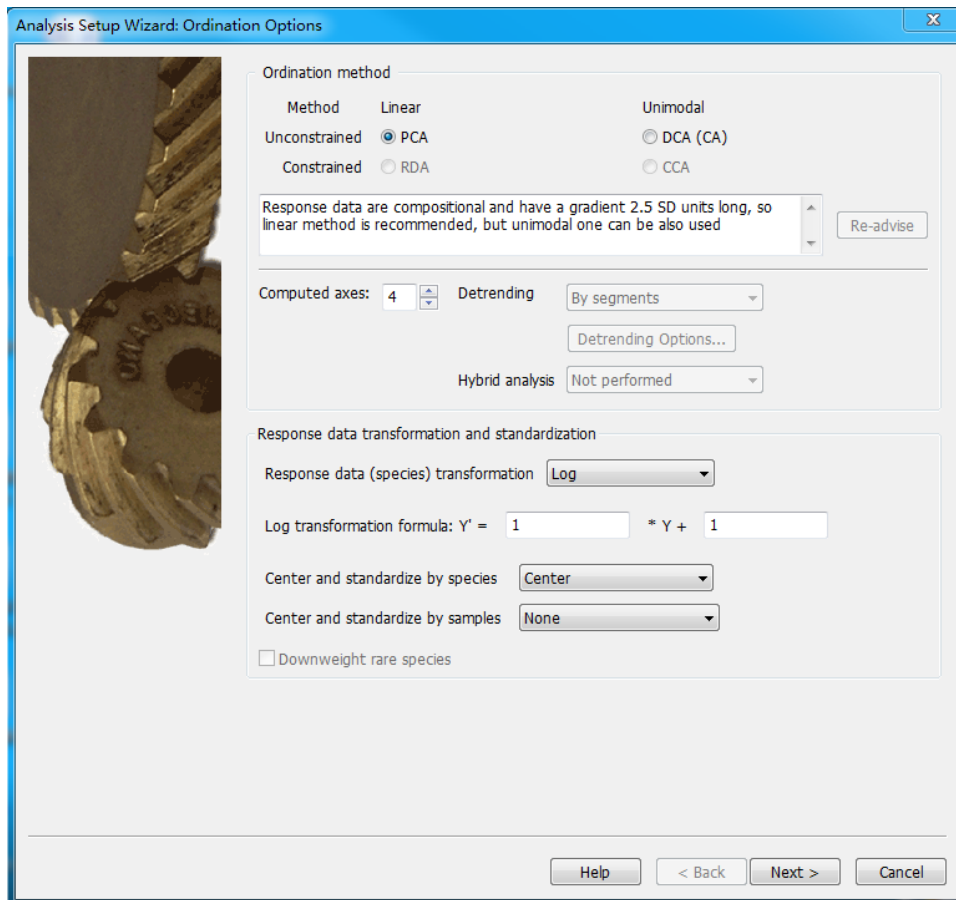 Analysis Setup Wizard: Ordination Options
Ordination method
Method Linear Unimodal
Unconstrained PCA DCA (CA)
Constrained RDA CCA
Response data are compositional and have a gradient 2.5 SD units long, so
linear method is recommended, but unimodal one can be also used
Re-advise
Computed axes: 4 Detrending By segments
Detrending Options...
Hybrid analysis Not performed
Response data transformation and standardization
Response data (species) transformation Log
Log transformation formula: Y' = 1 * Y + 1
Center and standardize by species Center
Center and standardize by samples None
Downweight rare species
Help < Back Next > Cancel